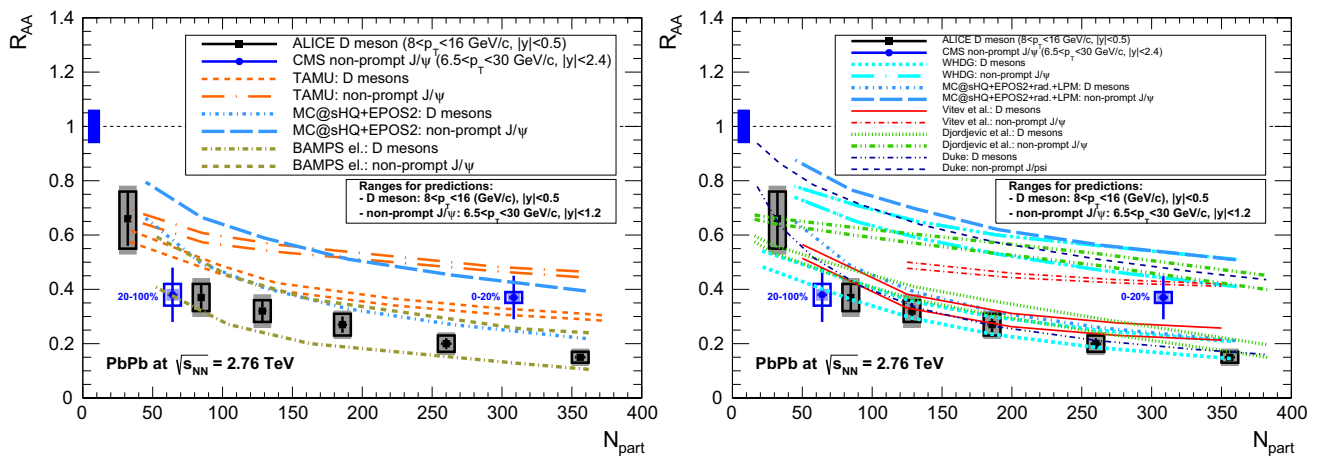 R_AA
1.4
1.2
1
0.8
0.6
0.4
0.2
0
ALICE D meson (8<p_T<16 GeV/c, |y|<0.5)
CMS non-prompt J/ψ (6.5<p_T<30 GeV/c, |y|<2.4)
TAMU: D mesons
TAMU: non-prompt J/ψ
MC@sHQ+EPOS2: D mesons
MC@sHQ+EPOS2: non-prompt J/ψ
BAMPS el.: D mesons
BAMPS el.: non-prompt J/ψ
Ranges for predictions:
- D meson: 8<p_T<16 (GeV/c), |y|<0.5
- non-prompt J/ψ: 6.5<p_T<30 GeV/c, |y|<1.2
20-100%
0-20%
PbPb at √s_NN = 2.76 TeV
0 50 100 150 200 250 300 350 400
N_part
R_AA
1.4
1.2
1
0.8
0.6
0.4
0.2
0
ALICE D meson (8<p_T<16 GeV/c, |y|<0.5)
CMS non-prompt J/ψ (6.5<p_T<30 GeV/c, |y|<2.4)
WHDG: D mesons
WHDG: non-prompt J/ψ
MC@sHQ+EPOS2+rad.+LPM: D mesons
MC@sHQ+EPOS2+rad.+LPM: non-prompt J/ψ
Vitev et al.: D mesons
Vitev et al.: non-prompt J/ψ
Djordjevic et al.: D mesons
Djordjevic et al.: non-prompt J/ψ
Duke: D mesons
Duke: non-prompt J/psi
Ranges for predictions:
- D meson: 8<p_T<16 (GeV/c), |y|<0.5
- non-prompt J/ψ: 6.5<p_T<30 GeV/c, |y|<1.2
20-100%
0-20%
PbPb at √s_NN = 2.76 TeV
0 50 100 150 200 250 300 350 400
N_part